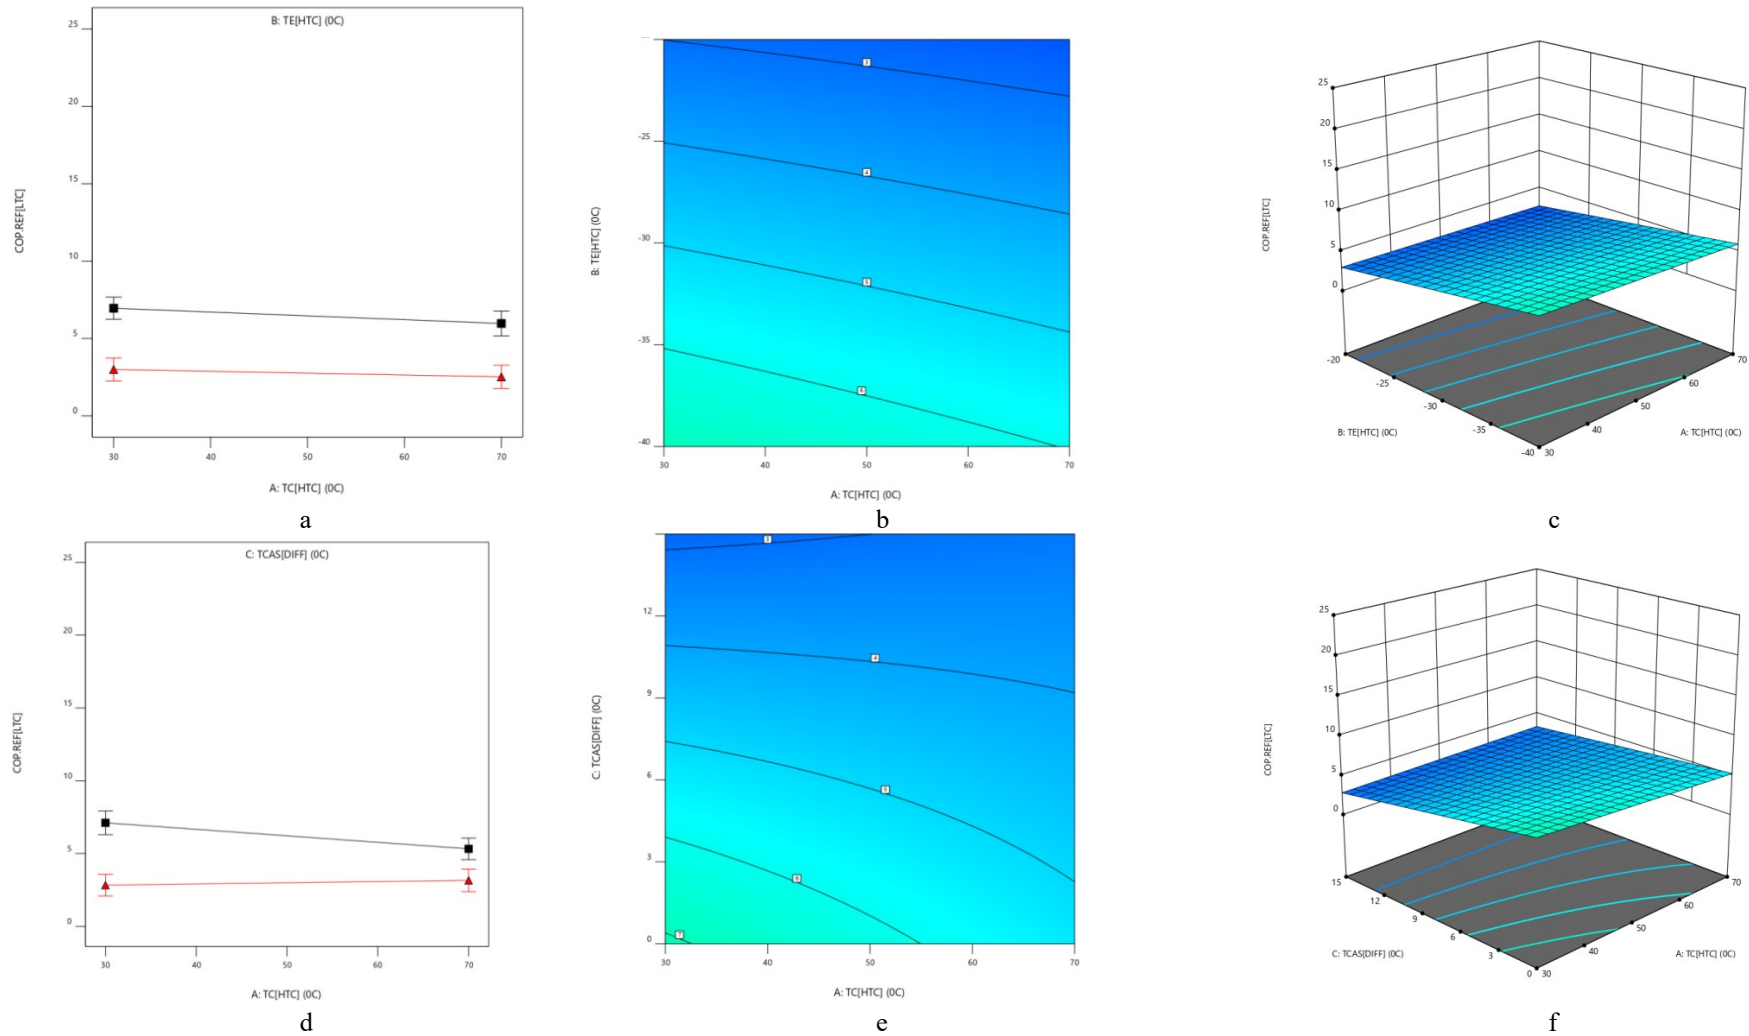 B: TE[HTC] (0C)
25
20
15
10
5
0
COP.REF[LTC]
30 40 50 60 70
A: TC[HTC] (0C)
a
-25
-30
-35
-40
B: TE[HTC] (0C)
3
4
5
6
30 40 50 60 70
A: TC[HTC] (0C)
b
25
20
15
10
5
0
COP.REF[LTC]
-20
-25
-30
-35
-40
B: TE[HTC] (0C)
30
40
50
60
70
A: TC[HTC] (0C)
c
C: TCAS[DIFF] (0C)
25
20
15
10
5
0
COP.REF[LTC]
30 40 50 60 70
A: TC[HTC] (0C)
d
12
9
6
3
0
C: TCAS[DIFF] (0C)
3
4
5
6
7
30 40 50 60 70
A: TC[HTC] (0C)
e
25
20
15
10
5
0
COP.REF[LTC]
15
12
9
6
3
0
C: TCAS[DIFF] (0C)
30
40
50
60
70
A: TC[HTC] (0C)
f